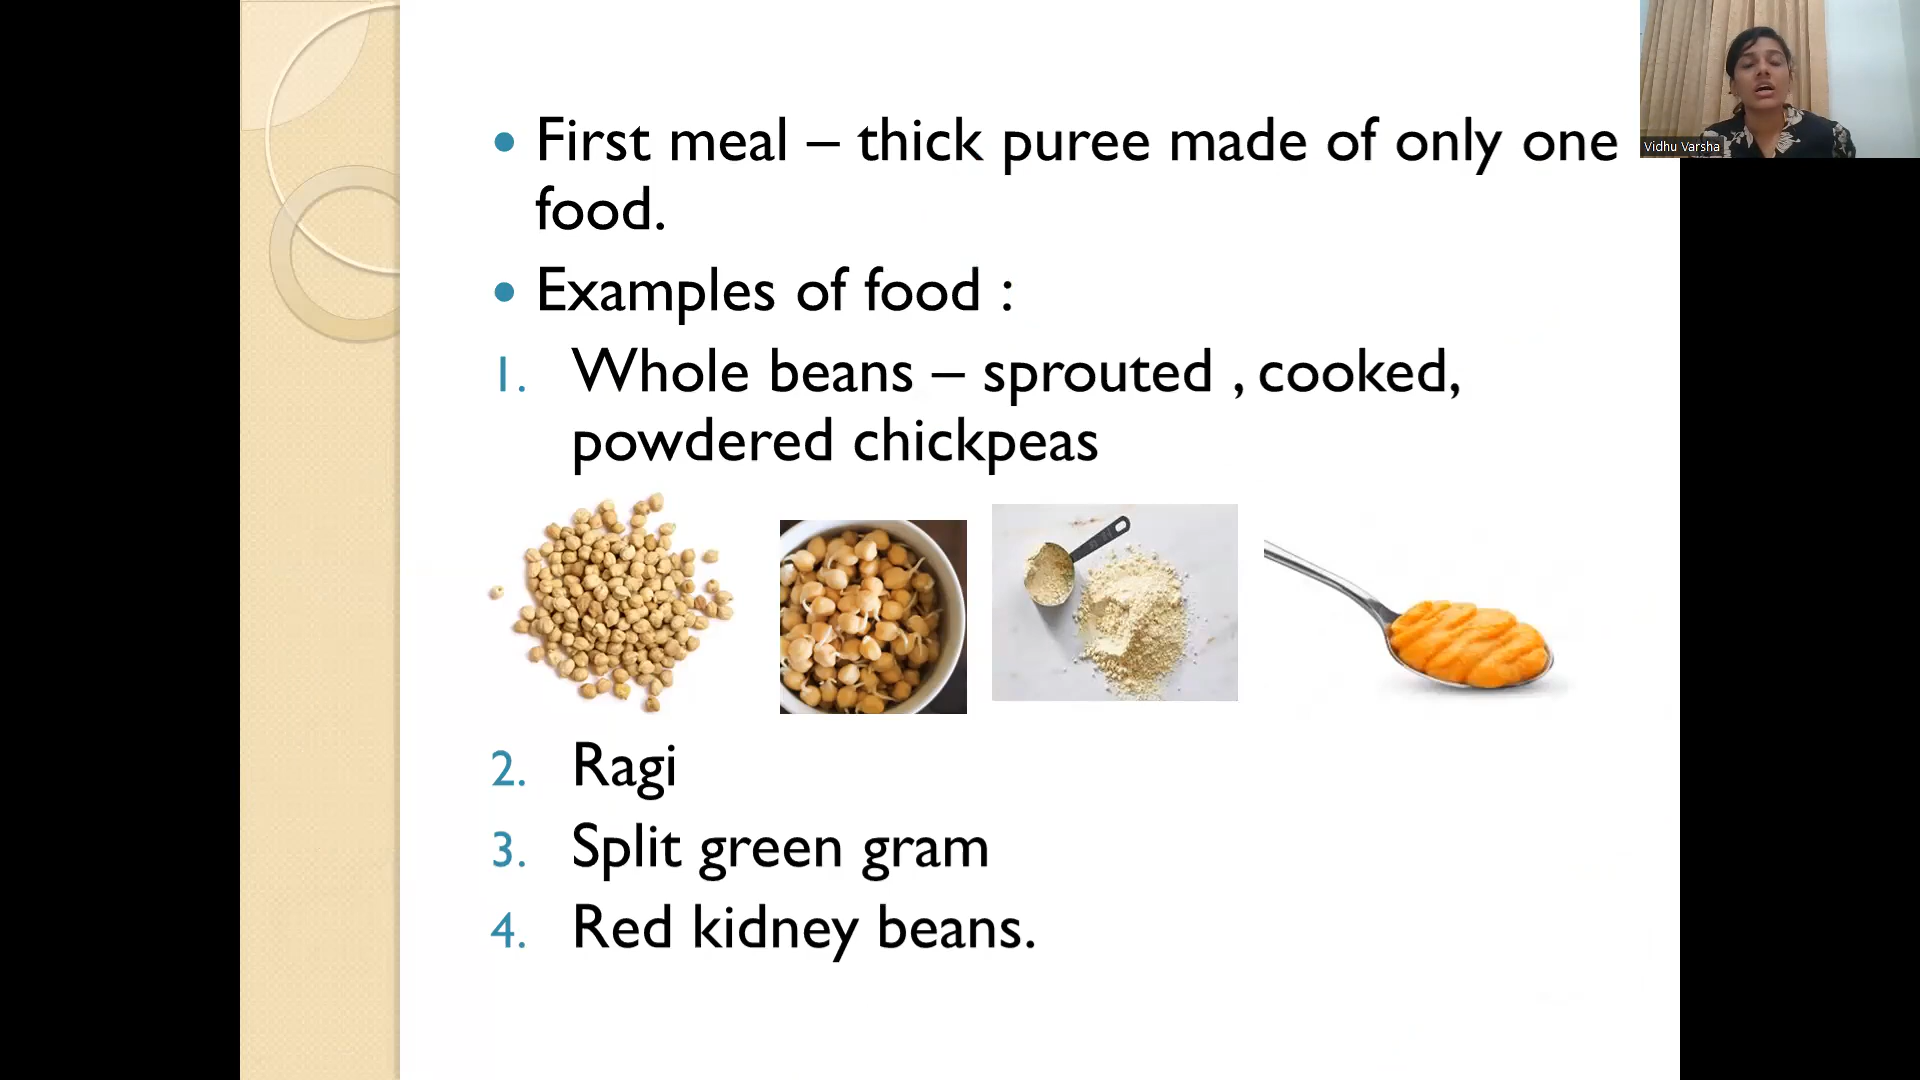 • First meal – thick puree made of only one
food.
• Examples of food :
1. Whole beans – sprouted , cooked,
powdered chickpeas
2. Ragi
3. Split green gram
4. Red kidney beans.
Vidhu Varsha